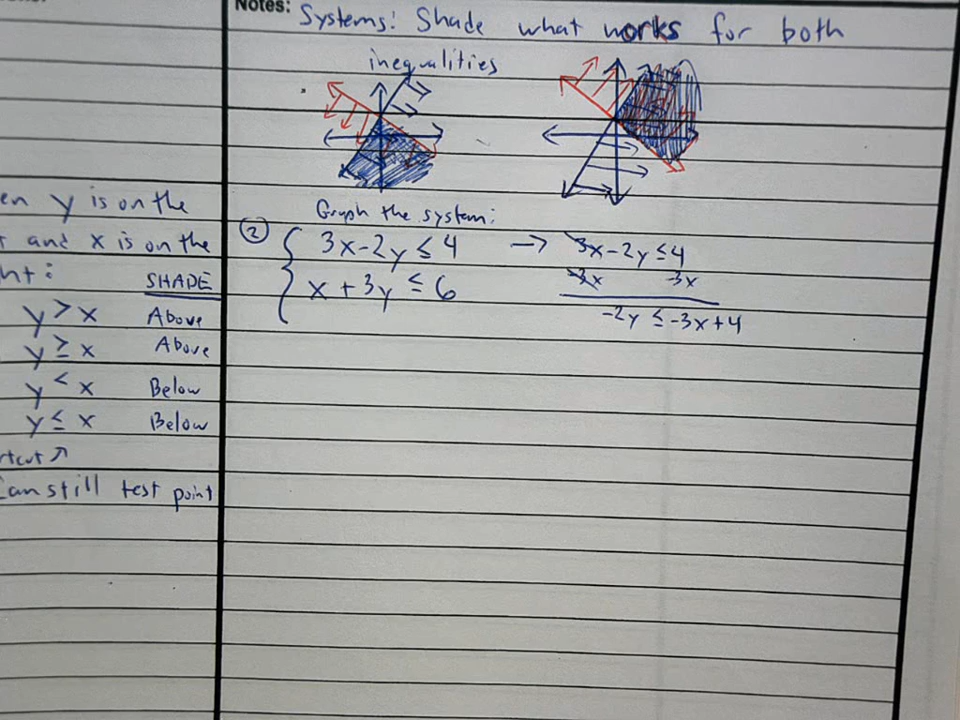 Notes: Systems: Shade what works for both
inequalities
Graph the system:
② { 3x-2y ≤ 4 → 3x-2y ≤ 4
-3x -3x
x + 3y ≤ 6
-2y ≤ -3x+4
y is on the
and x is on the
SHADE
y > x Above
y ≥ x Above
y < x Below
y ≤ x Below
can still test point